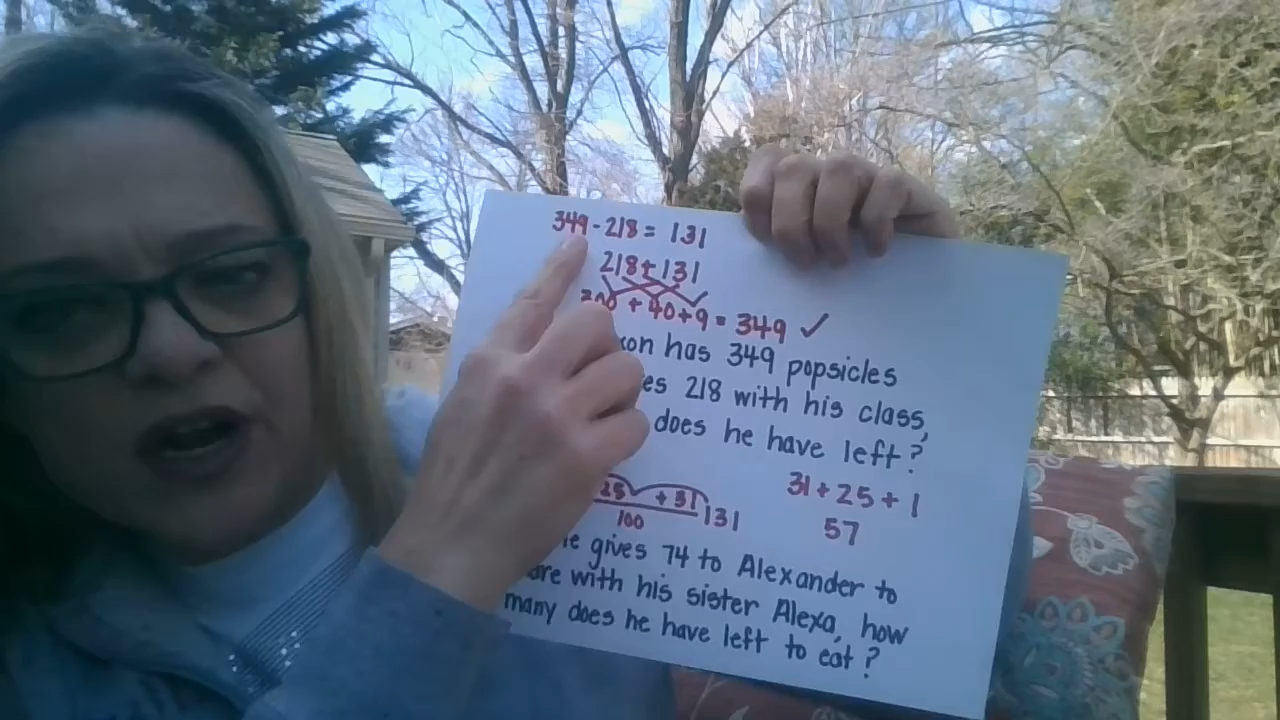 349-218= 131
218+131
300 + 40+9 = 349 ✓
has 349 popsicles
218 with his class,
does he have left?
31+25+1
25 +31
131
100
57
gives 74 to Alexander to
with his sister Alexa, how
many does he have left to eat?